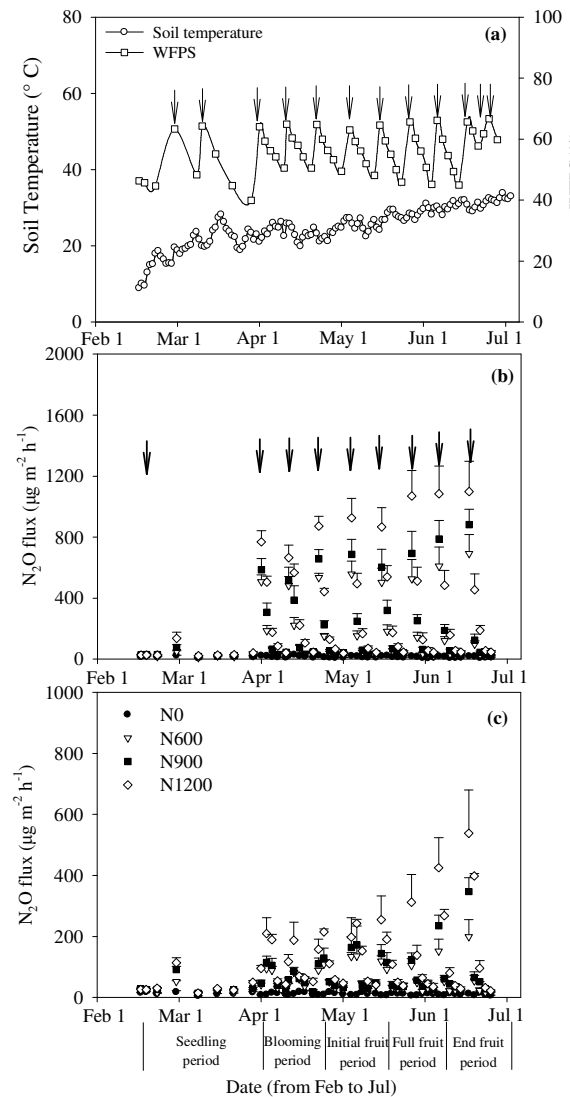 80
60
40
20
0
Soil Temperature (° C)
Soil temperature
WFPS
(a)
100
80
60
40
20
0
Feb 1 Mar 1 Apr 1 May 1 Jun 1 Jul 1
2000
1600
1200
800
400
0
N₂O flux (µg m⁻² h⁻¹)
(b)
Feb 1 Mar 1 Apr 1 May 1 Jun 1 Jul 1
1000
800
600
400
200
0
N₂O flux (µg m⁻² h⁻¹)
(c)
N0
N600
N900
N1200
Feb 1 Mar 1 Apr 1 May 1 Jun 1 Jul 1
Seedling period
Blooming period
Initial fruit period
Full fruit period
End fruit period
Date (from Feb to Jul)